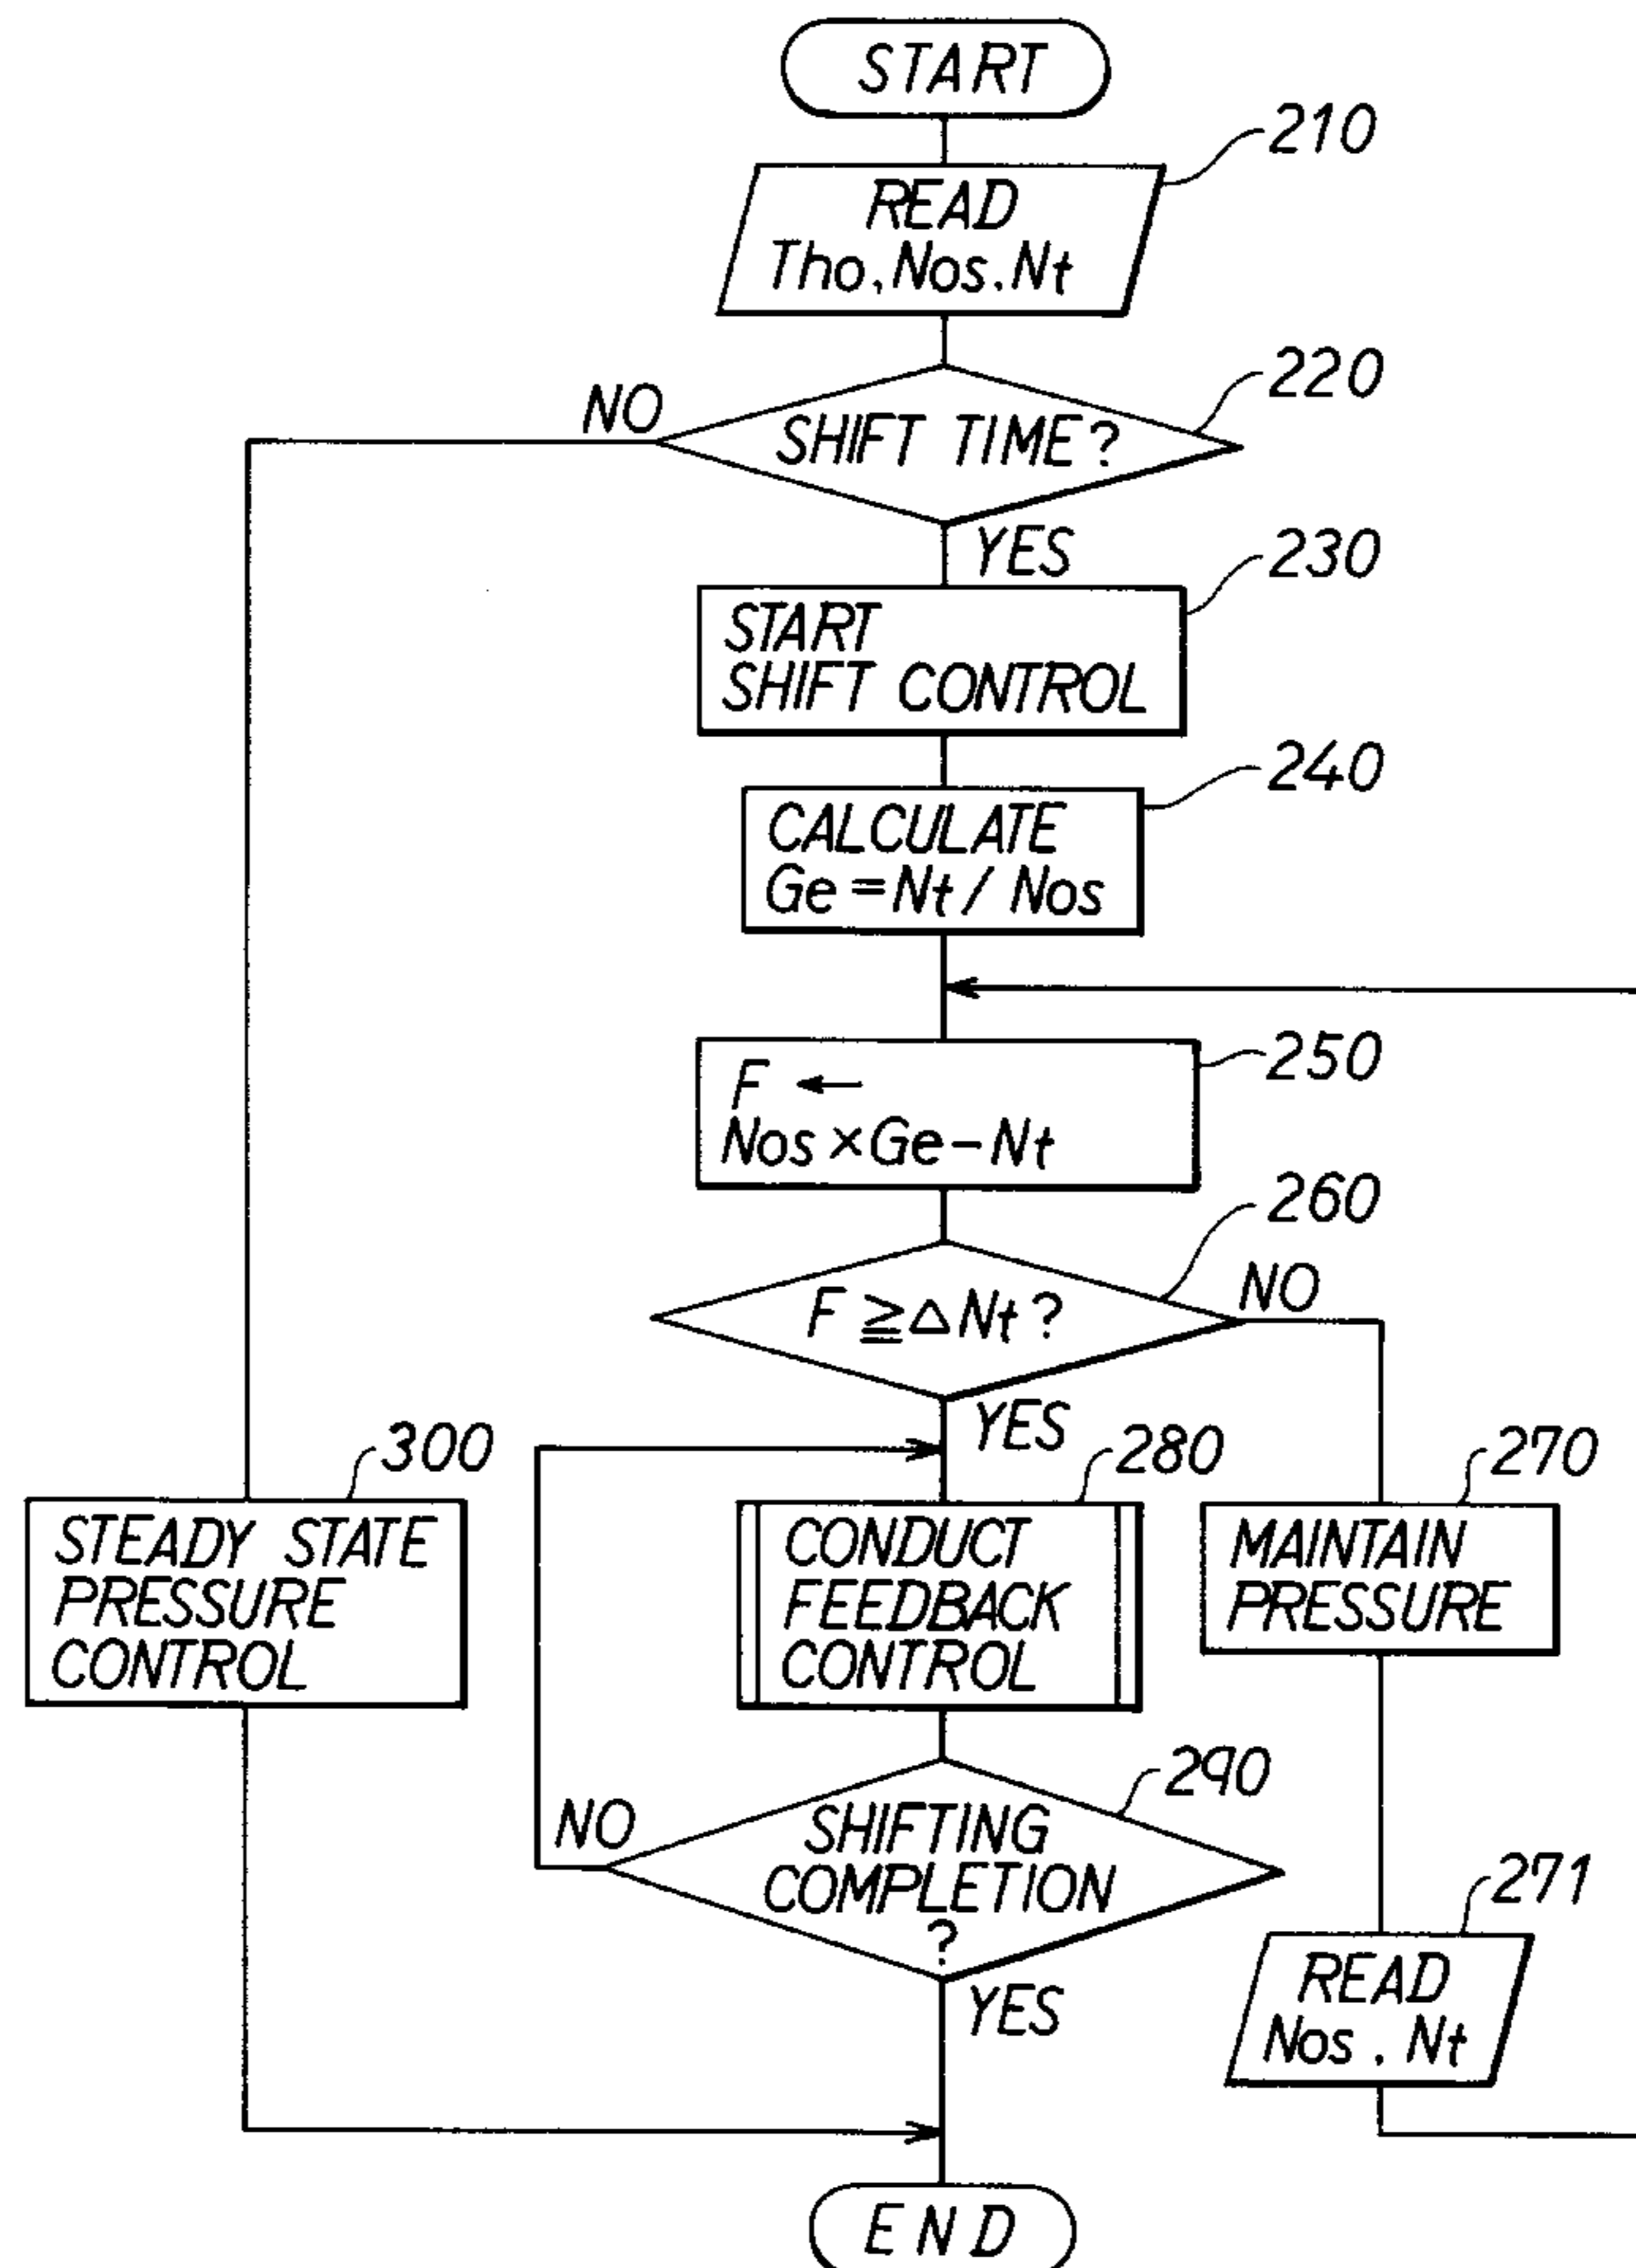 START
210
READ
Tho, Nos, Nt
220
NO
SHIFT TIME?
YES
230
START
SHIFT CONTROL
240
CALCULATE
Ge = Nt / Nos
250
F ←
Nos × Ge − Nt
260
F ≧ △ Nt ?
NO
YES
300
STEADY STATE
PRESSURE
CONTROL
280
CONDUCT
FEEDBACK
CONTROL
270
MAINTAIN
PRESSURE
290
NO
SHIFTING
COMPLETION
?
YES
271
READ
Nos, Nt
END